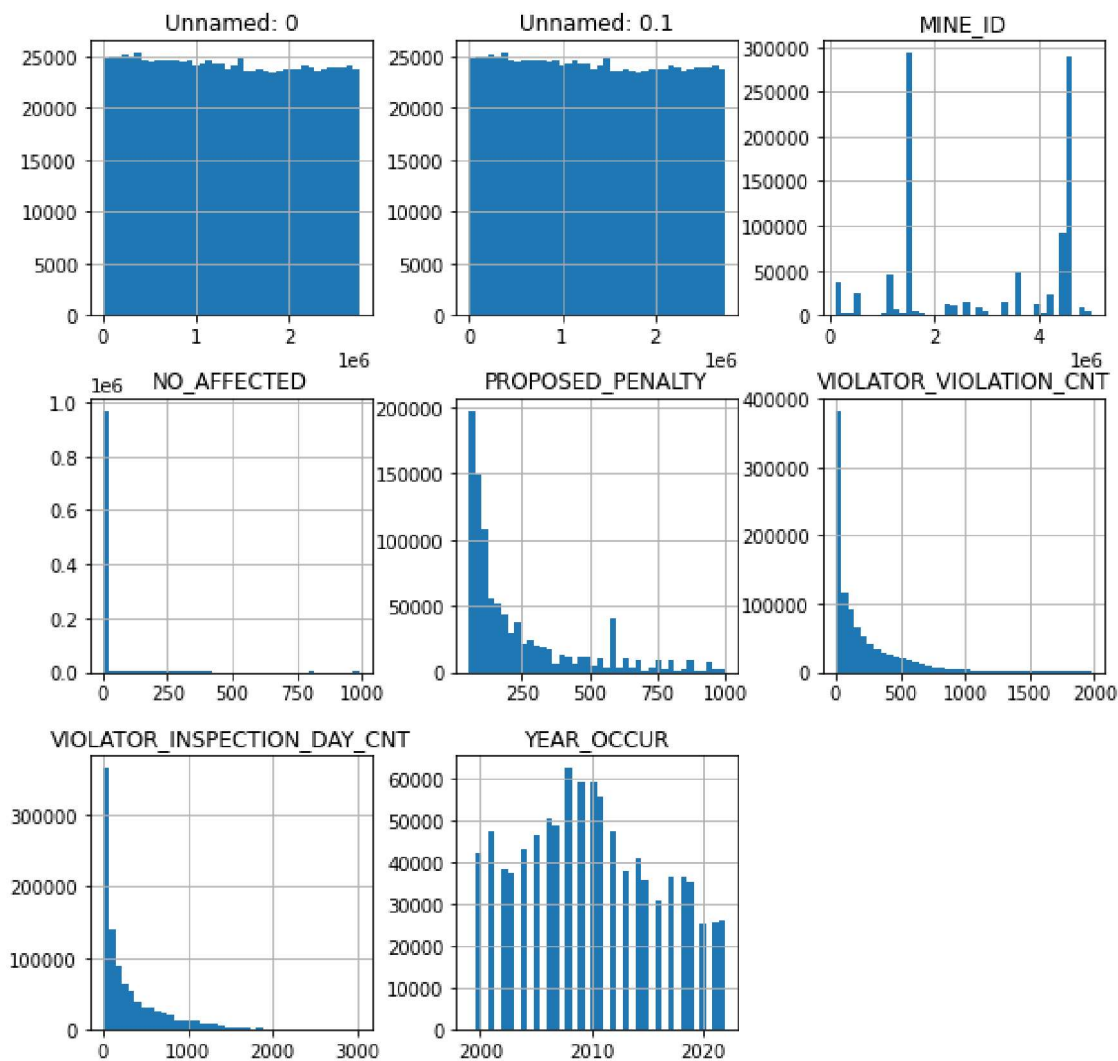 Unnamed: 0
25000
20000
15000
10000
5000
0
0 1 2
1e6
Unnamed: 0.1
25000
20000
15000
10000
5000
0
0 1 2
1e6
MINE_ID
300000
250000
200000
150000
100000
50000
0
0 2 4
1e6
NO_AFFECTED
1e6
1.0
0.8
0.6
0.4
0.2
0.0
0 250 500 750 1000
PROPOSED_PENALTY
200000
150000
100000
50000
0
250 500 750 1000
VIOLATOR_VIOLATION_CNT
400000
300000
200000
100000
0
0 500 1000 1500 2000
VIOLATOR_INSPECTION_DAY_CNT
300000
200000
100000
0
0 1000 2000 3000
YEAR_OCCUR
60000
50000
40000
30000
20000
10000
0
2000 2010 2020